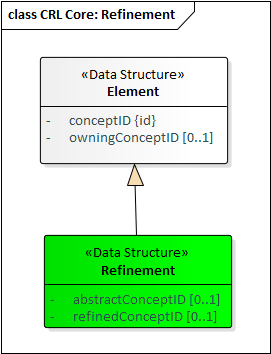 class CRL Core: Refinement
«Data Structure»
Element
- conceptID {id}
- owningConceptID [0..1]
«Data Structure»
Refinement
- abstractConceptID [0..1]
- refinedConceptID [0..1]